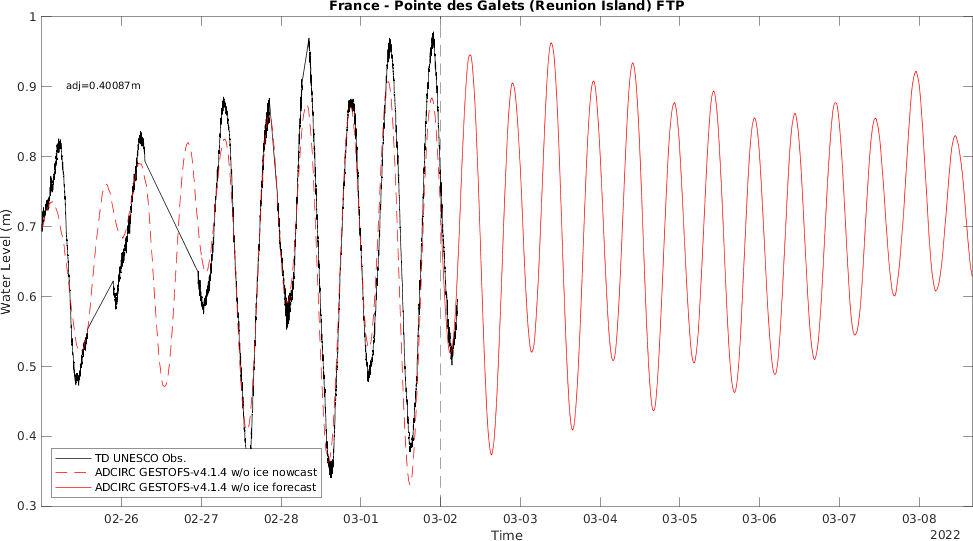 France - Pointe des Galets (Reunion Island) FTP
1
0.9
0.8
0.7
0.6
0.5
0.4
0.3
Water Level (m)
adj=0.40087m
TD UNESCO Obs.
ADCIRC GESTOFS-v4.1.4 w/o ice nowcast
ADCIRC GESTOFS-v4.1.4 w/o ice forecast
02-26 02-27 02-28 03-01 03-02 03-03 03-04 03-05 03-06 03-07 03-08
2022
Time